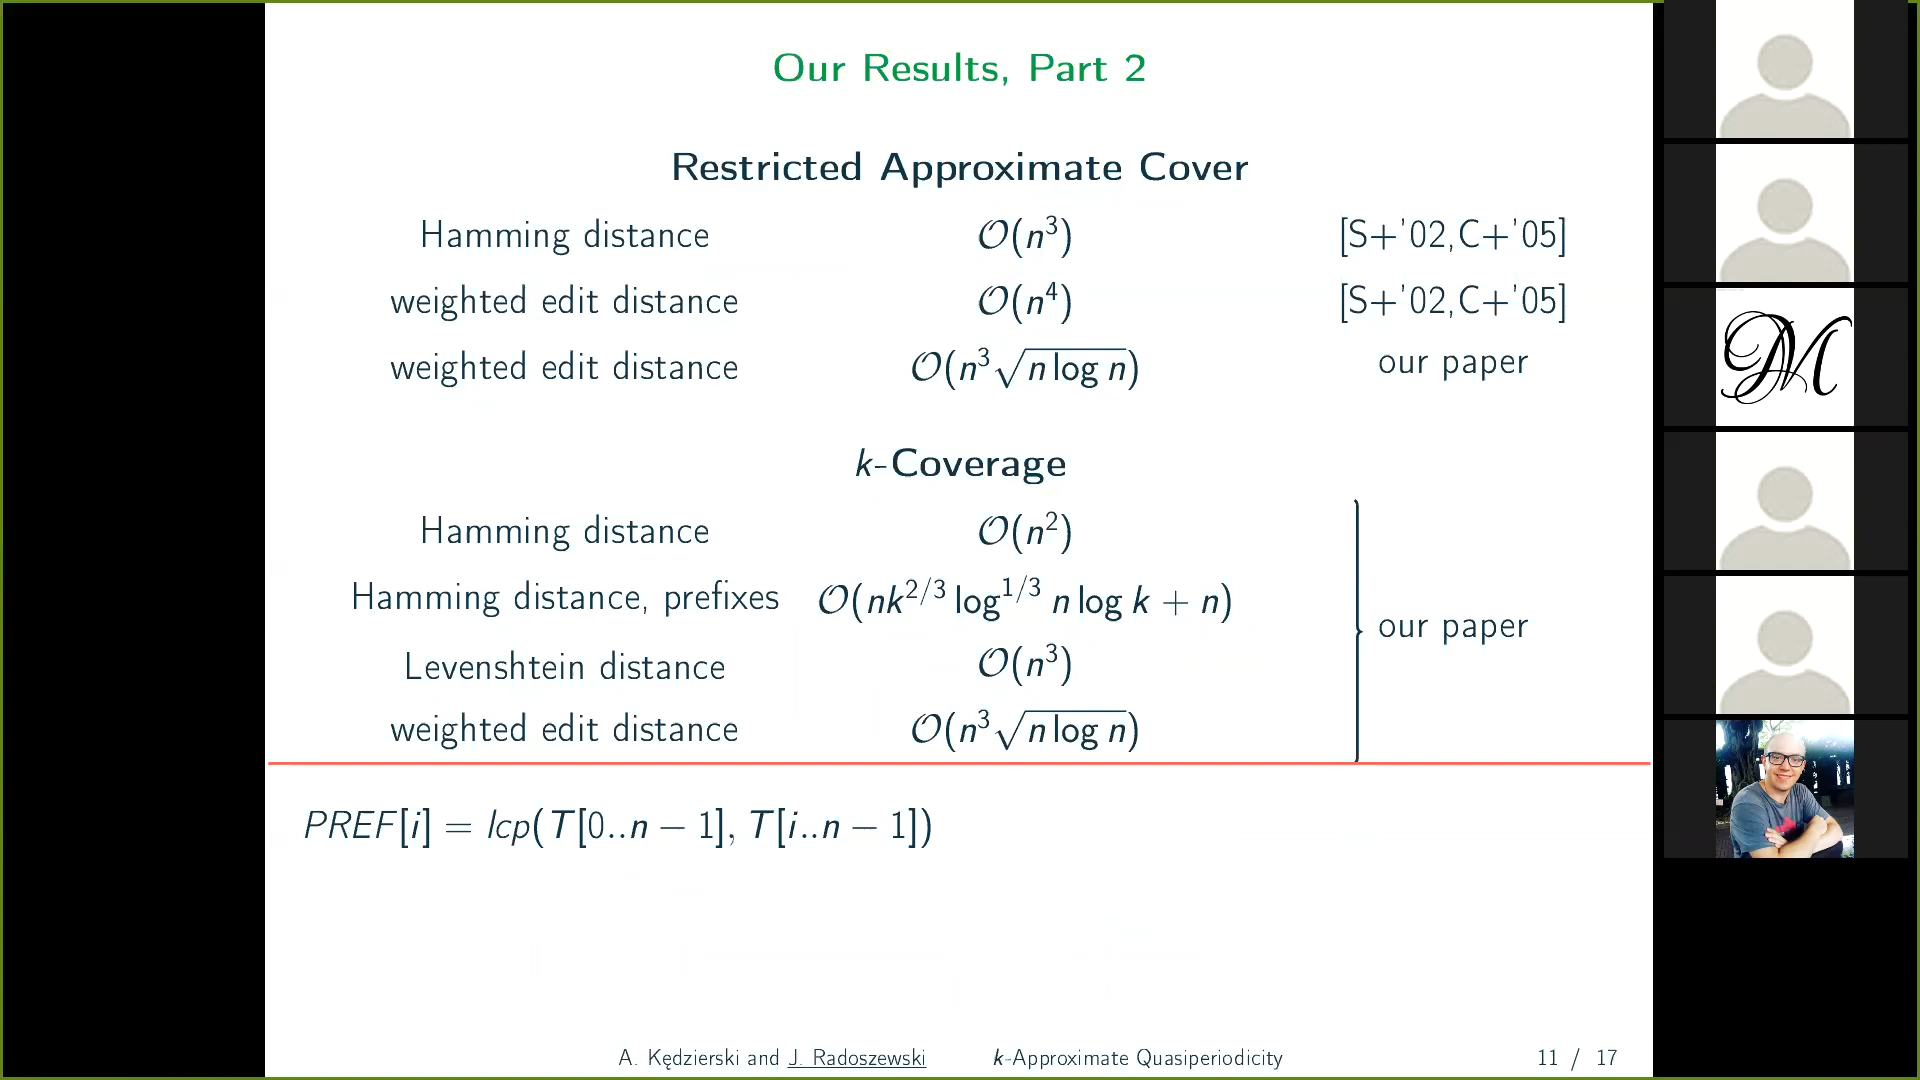 Our Results, Part 2
Restricted Approximate Cover
Hamming distance 𝒪(n³) [S+'02,C+'05]
weighted edit distance 𝒪(n⁴) [S+'02,C+'05]
weighted edit distance 𝒪(n³√(n log n)) our paper
k-Coverage
Hamming distance 𝒪(n²)
Hamming distance, prefixes 𝒪(nk^{2/3} log^{1/3} n log k + n)
our paper
Levenshtein distance 𝒪(n³)
weighted edit distance 𝒪(n³√(n log n))
PREF[i] = lcp(T[0..n − 1], T[i..n − 1])
A. Kędzierski and J. Radoszewski k-Approximate Quasiperiodicity 11 / 17